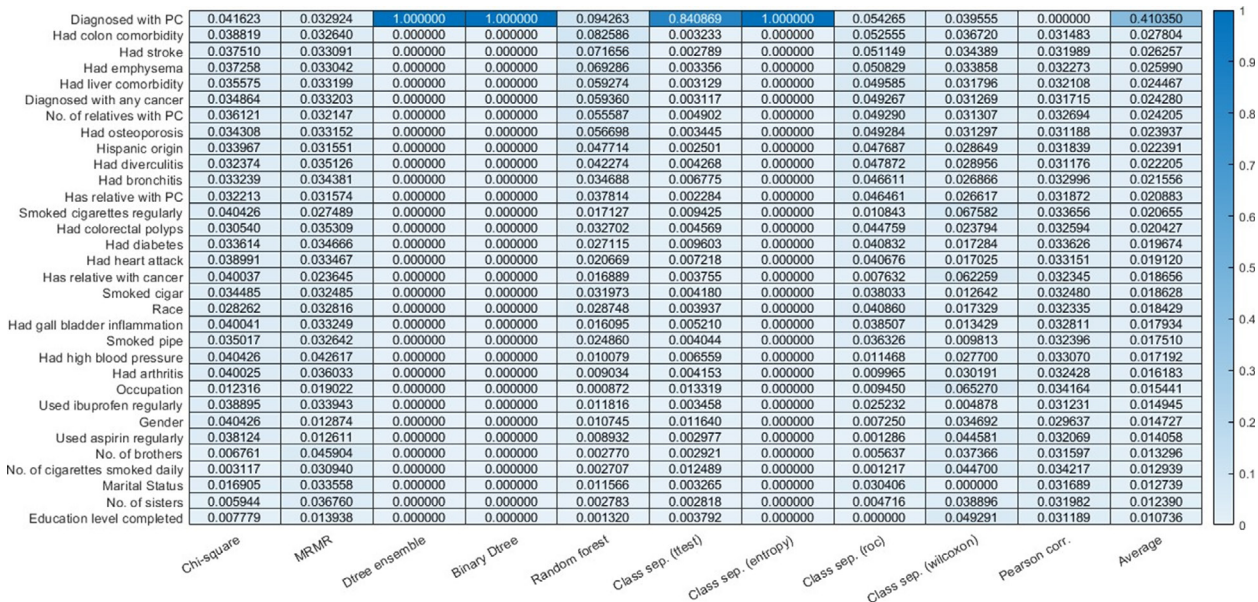 Diagnosed with PC 0.041623 0.032924 1.000000 1.000000 0.094263 0.840869 1.000000 0.054265 0.039555 0.000000 0.410350 1
Had colon comorbidity 0.038819 0.032640 0.000000 0.000000 0.082586 0.003233 0.000000 0.052555 0.036720 0.031483 0.027804
Had stroke 0.037510 0.033091 0.000000 0.000000 0.071656 0.002789 0.000000 0.051149 0.034389 0.031989 0.026257 0.9
Had emphysema 0.037258 0.033042 0.000000 0.000000 0.069286 0.003356 0.000000 0.050829 0.033858 0.032273 0.025990
Had liver comorbidity 0.035575 0.033199 0.000000 0.000000 0.059274 0.003129 0.000000 0.049585 0.031796 0.032108 0.024467
Diagnosed with any cancer 0.034864 0.033203 0.000000 0.000000 0.059360 0.003117 0.000000 0.049267 0.031269 0.031715 0.024280 0.8
No. of relatives with PC 0.036121 0.032147 0.000000 0.000000 0.055587 0.004902 0.000000 0.049290 0.031307 0.032694 0.024205
Had osteoporosis 0.034308 0.033152 0.000000 0.000000 0.056698 0.003445 0.000000 0.049284 0.031297 0.031188 0.023937
Hispanic origin 0.033967 0.031551 0.000000 0.000000 0.047714 0.002501 0.000000 0.047687 0.028649 0.031839 0.022391 0.7
Had diverculitis 0.032374 0.035126 0.000000 0.000000 0.042274 0.004268 0.000000 0.047872 0.028956 0.031176 0.022205
Had bronchitis 0.033239 0.034381 0.000000 0.000000 0.034688 0.006775 0.000000 0.046611 0.026866 0.032996 0.021556
Has relative with PC 0.032213 0.031574 0.000000 0.000000 0.037814 0.002284 0.000000 0.046461 0.026617 0.031872 0.020883 0.6
Smoked cigarettes regularly 0.040426 0.027489 0.000000 0.000000 0.017127 0.009425 0.000000 0.010843 0.067582 0.033656 0.020655
Had colorectal polyps 0.030540 0.035309 0.000000 0.000000 0.032702 0.004569 0.000000 0.044759 0.023794 0.032594 0.020427
Had diabetes 0.033614 0.034666 0.000000 0.000000 0.027115 0.009603 0.000000 0.040832 0.017284 0.033626 0.019674
Had heart attack 0.038991 0.033467 0.000000 0.000000 0.020669 0.007218 0.000000 0.040676 0.017025 0.033151 0.019120 0.5
Has relative with cancer 0.040037 0.023645 0.000000 0.000000 0.016889 0.003755 0.000000 0.007632 0.062259 0.032345 0.018656
Smoked cigar 0.034485 0.032485 0.000000 0.000000 0.031973 0.004180 0.000000 0.038033 0.012642 0.032480 0.018628
Race 0.028262 0.032816 0.000000 0.000000 0.028748 0.003937 0.000000 0.040860 0.017329 0.032335 0.018429
Had gall bladder inflammation 0.040041 0.033249 0.000000 0.000000 0.016095 0.005210 0.000000 0.038507 0.013429 0.032811 0.017934 0.4
Smoked pipe 0.035017 0.032642 0.000000 0.000000 0.024860 0.004044 0.000000 0.036326 0.009813 0.032396 0.017510
Had high blood pressure 0.040426 0.042617 0.000000 0.000000 0.010079 0.006559 0.000000 0.011468 0.027700 0.033070 0.017192
Had arthritis 0.040025 0.036033 0.000000 0.000000 0.009034 0.004153 0.000000 0.009965 0.030191 0.032428 0.016183 0.3
Occupation 0.012316 0.019022 0.000000 0.000000 0.000872 0.013319 0.000000 0.009450 0.065270 0.034164 0.015441
Used ibuprofen regularly 0.038895 0.033943 0.000000 0.000000 0.011816 0.003458 0.000000 0.025232 0.004878 0.031231 0.014945
Gender 0.040426 0.012874 0.000000 0.000000 0.010745 0.011640 0.000000 0.007250 0.034692 0.029637 0.014727 0.2
Used aspirin regularly 0.038124 0.012611 0.000000 0.000000 0.008932 0.002977 0.000000 0.001286 0.044581 0.032069 0.014058
No. of brothers 0.006761 0.045904 0.000000 0.000000 0.002770 0.002921 0.000000 0.005637 0.037366 0.031597 0.013296
No. of cigarettes smoked daily 0.003117 0.030940 0.000000 0.000000 0.002707 0.012489 0.000000 0.001217 0.044700 0.034217 0.012939 0.1
Marital Status 0.016905 0.033558 0.000000 0.000000 0.011566 0.003265 0.000000 0.030406 0.000000 0.031689 0.012739
No. of sisters 0.005944 0.036760 0.000000 0.000000 0.002783 0.002818 0.000000 0.004716 0.038896 0.031982 0.012390
Education level completed 0.007779 0.013938 0.000000 0.000000 0.001320 0.003792 0.000000 0.000000 0.049291 0.031189 0.010736 0
Chi-square MRMR Dtree ensemble Binary Dtree Random forest Class sep. (ttest) Class sep. (entropy) Class sep. (roc) Class sep. (wilcoxon) Pearson corr. Average